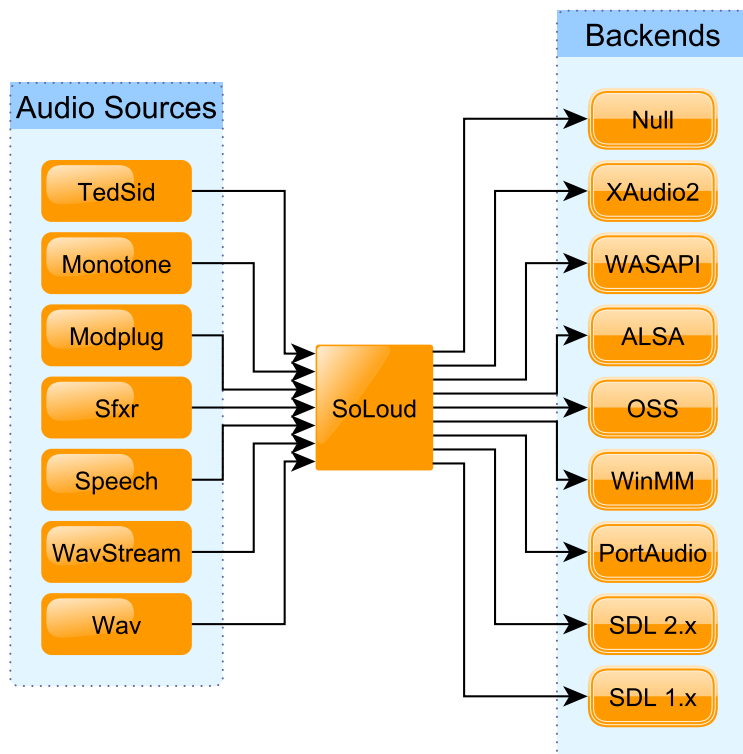 Backends
Audio Sources
TedSid
Monotone
Modplug
Sfxr
Speech
WavStream
Wav
SoLoud
Null
XAudio2
WASAPI
ALSA
OSS
WinMM
PortAudio
SDL 2.x
SDL 1.x